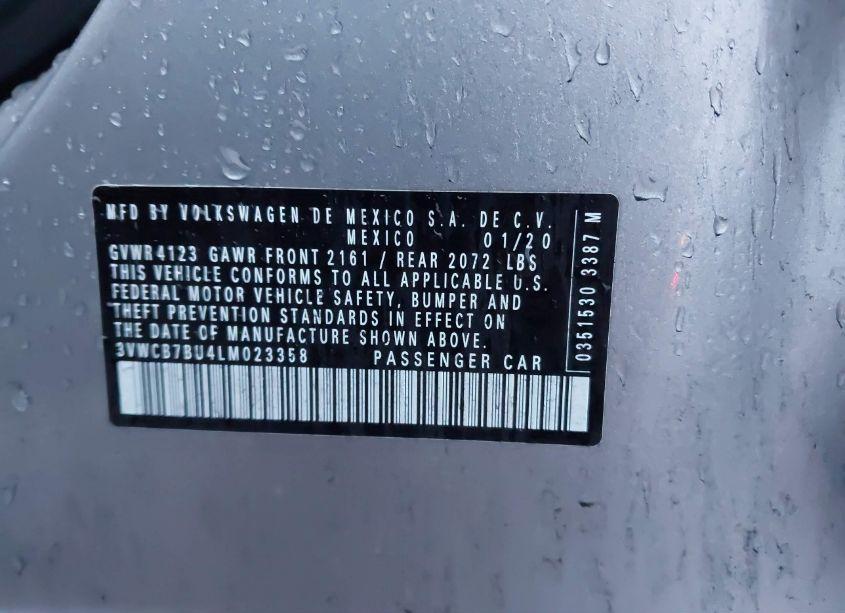 MFD BY VOLKSWAGEN DE MEXICO S.A. DE C.V.
MEXICO 01/20
GVWR 4123 GAWR FRONT 2161 / REAR 2072 LBS
THIS VEHICLE CONFORMS TO ALL APPLICABLE U.S.
FEDERAL MOTOR VEHICLE SAFETY, BUMPER AND
THEFT PREVENTION STANDARDS IN EFFECT ON
THE DATE OF MANUFACTURE SHOWN ABOVE.
3VWCB7BU4LM023358 PASSENGER CAR
0351530 3387 M